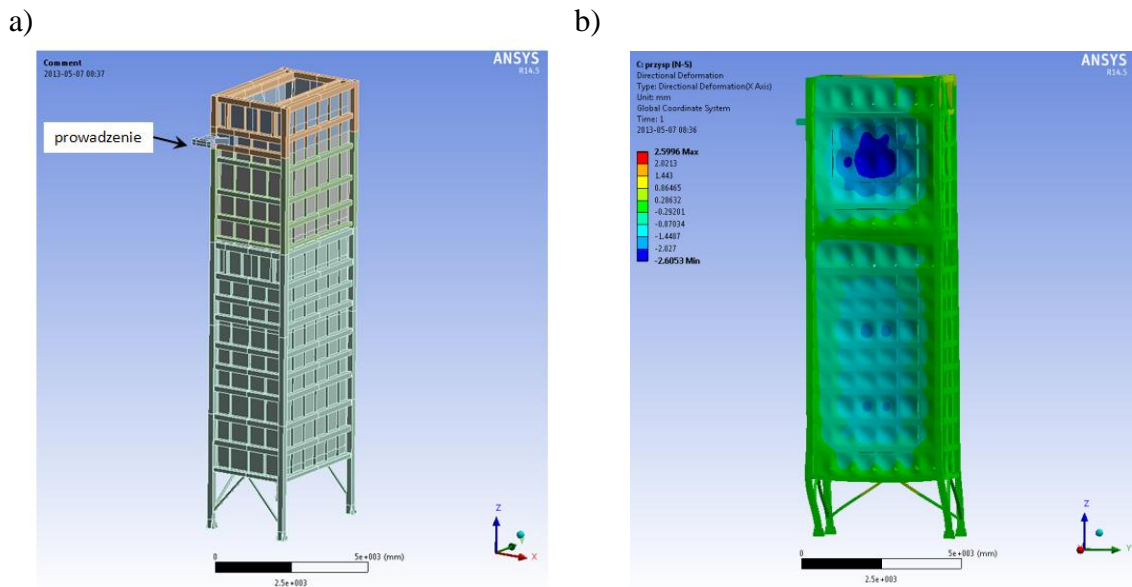 a)
b)
Comment
2013-05-07 08:37
ANSYS
R14.5
prowadzenie
Z
Y
X
0
5e+003 (mm)
2.5e+003
C: przysp (N-S)
Directional Deformation
Type: Directional Deformation(X Axis)
Unit: mm
Global Coordinate System
Time: 1
2013-05-07 08:36
2.5996 Max
2.0213
1.443
0.86465
0.28632
-0.29201
-0.87034
-1.4487
-2.027
-2.6053 Min
ANSYS
R14.5
Z
Y
0
5e+003 (mm)
2.5e+003